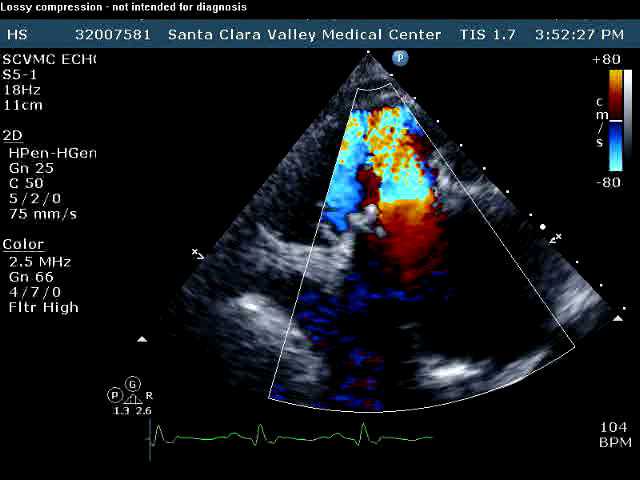 Lossy compression - not intended for diagnosis
HS 32007581 Santa Clara Valley Medical Center TIS 1.7 3:52:27 PM
SCVMC ECH
S5-1
18Hz
11cm
2D
HPen-HGen
Gn 25
C 50
5 / 2 / 0
75 mm/s
Color
2.5 MHz
Gn 66
4 / 7 / 0
Fltr High
P
+80
c
m
/
s
-80
x
x
G
P R
1.3 2.6
104
BPM